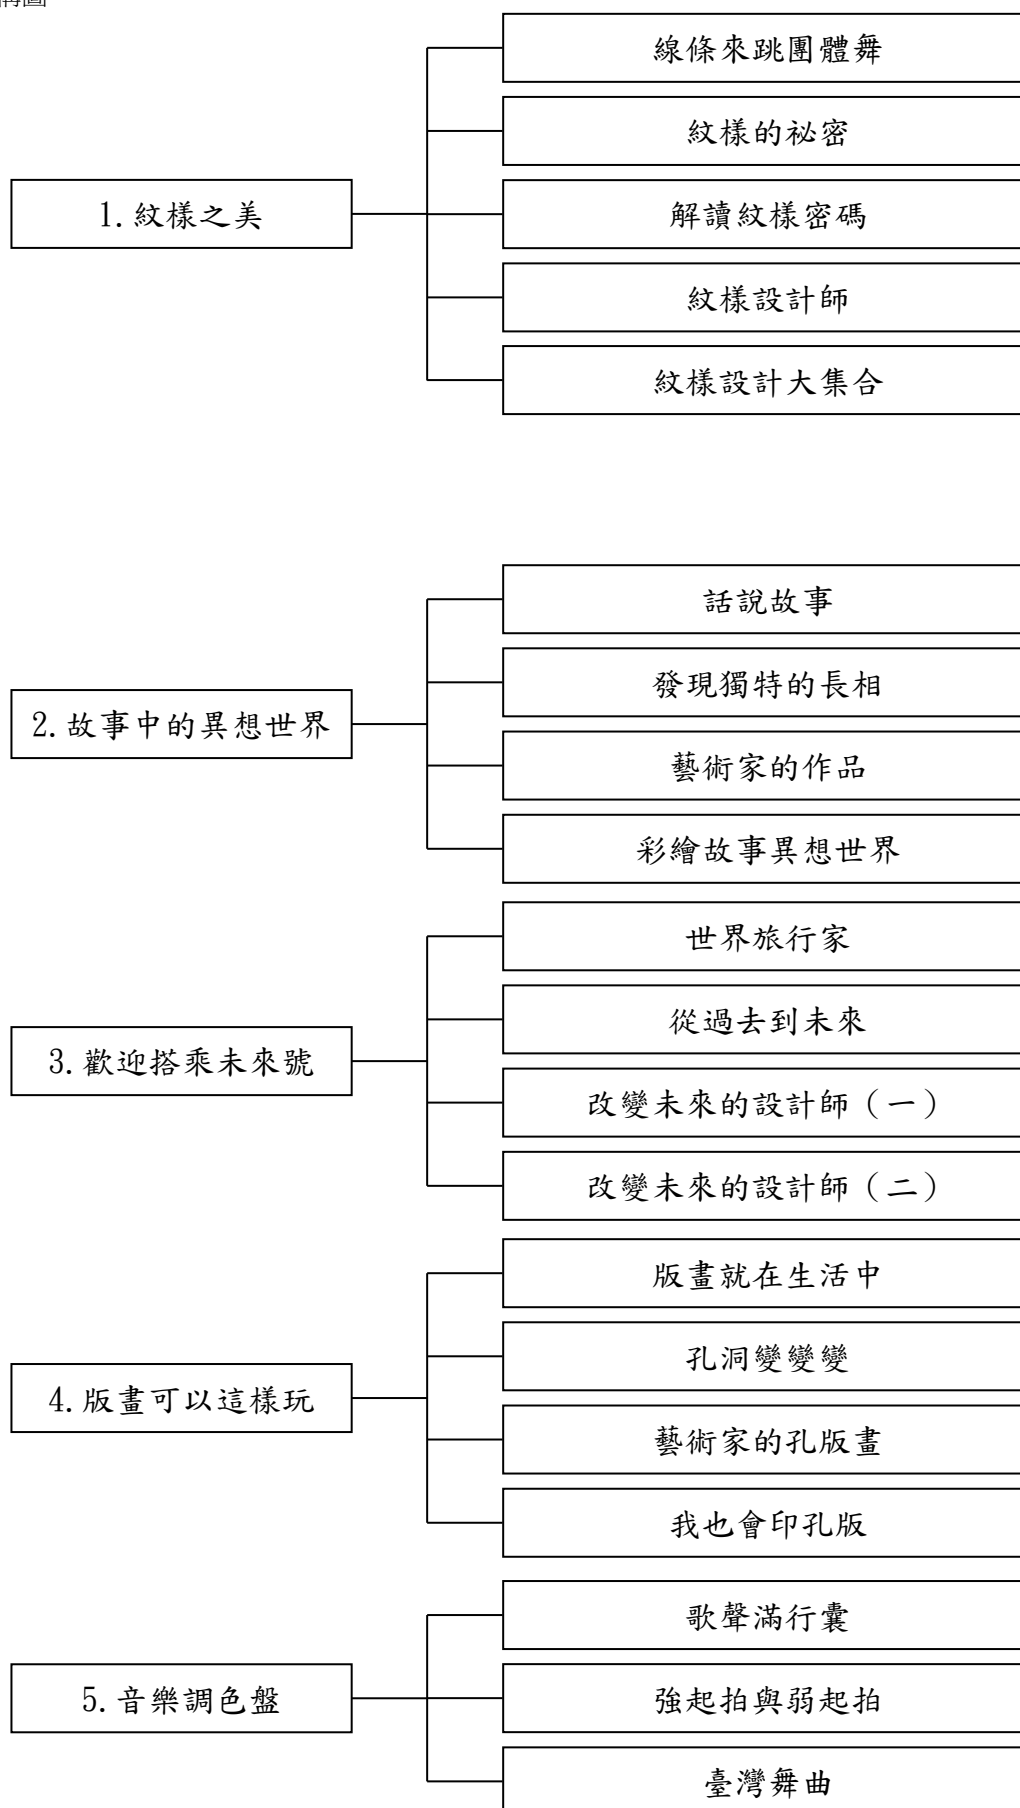 1.紋樣之美
線條來跳團體舞
紋樣的祕密
解讀紋樣密碼
紋樣設計師
紋樣設計大集合
2.故事中的異想世界
話說故事
發現獨特的長相
藝術家的作品
彩繪故事異想世界
3.歡迎搭乘未來號
世界旅行家
從過去到未來
改變未來的設計師（一）
改變未來的設計師（二）
4.版畫可以這樣玩
版畫就在生活中
孔洞變變變
藝術家的孔版畫
我也會印孔版
5.音樂調色盤
歌聲滿行囊
強起拍與弱起拍
臺灣舞曲